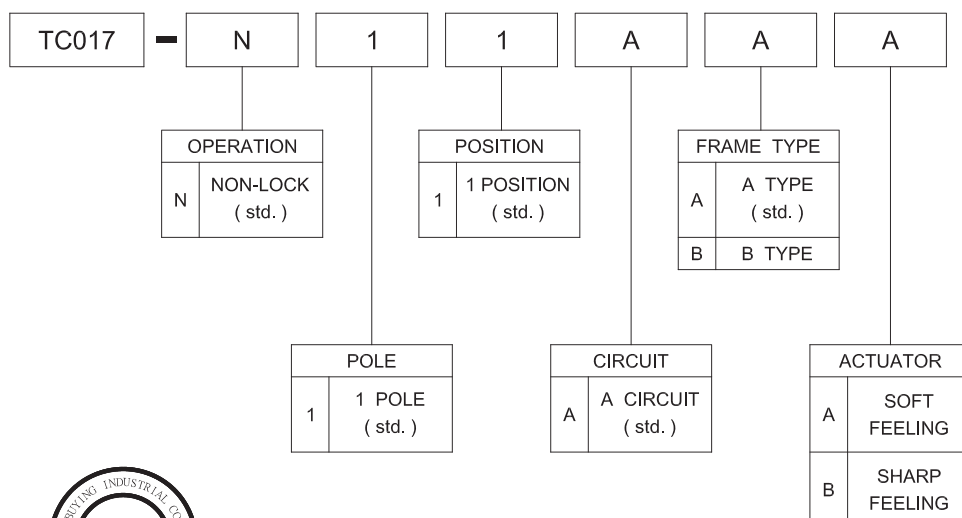 TC017 - N 1 1 A A A
OPERATION
N NON-LOCK
( std. )
POSITION
1 1 POSITION
( std. )
FRAME TYPE
A A TYPE
( std. )
B B TYPE
POLE
1 1 POLE
( std. )
CIRCUIT
A A CIRCUIT
( std. )
ACTUATOR
A SOFT
FEELING
B SHARP
FEELING
INDUSTRIAL